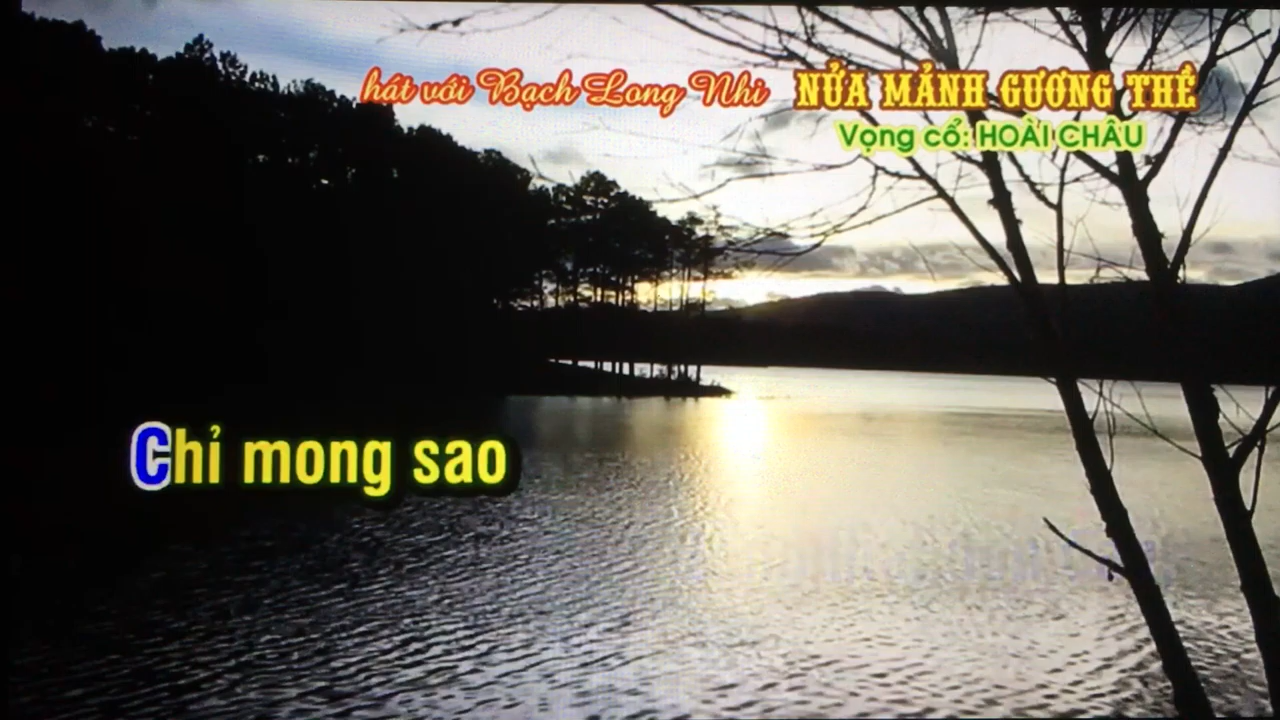 hát với Bạch Long Nhi NỬA MẢNH GƯƠNG THỀ
Vọng cổ: HOÀI CHÂU
Chỉ mong sao